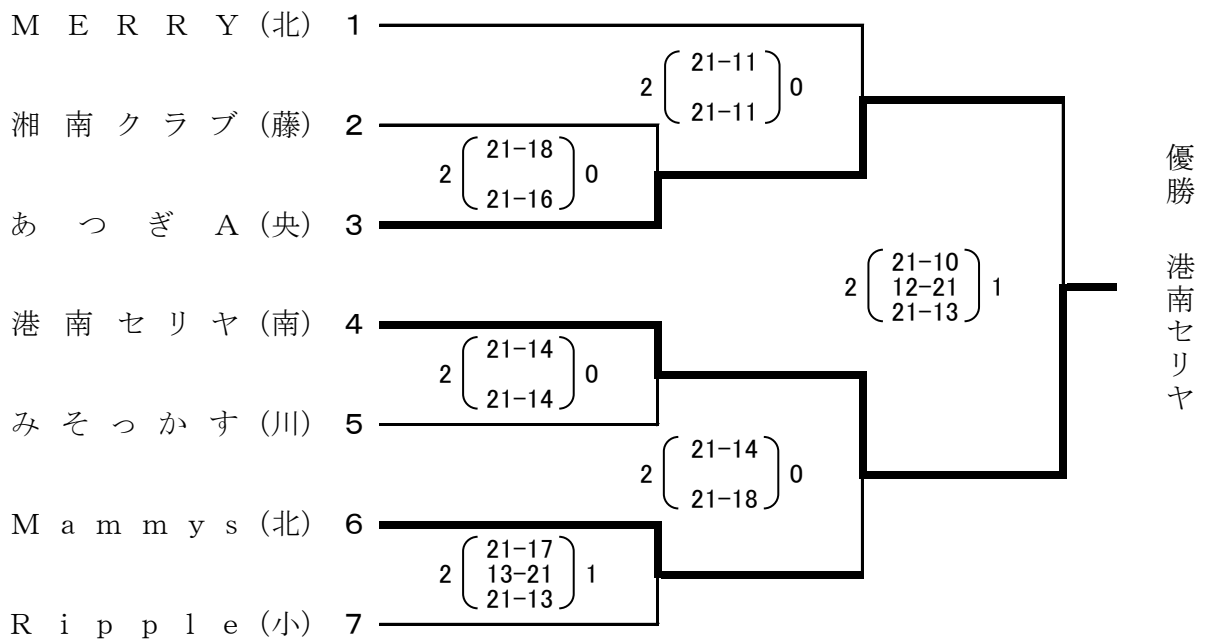 MERRY(北) 1
21-11
2 0
21-11
湘南クラブ(藤) 2
21-18
2 0
21-16
あつぎA(央) 3
優勝 港南セリヤ
21-10
2 12-21 1
21-13
港南セリヤ(南) 4
21-14
2 0
21-14
みそっかす(川) 5
21-14
2 0
21-18
Mammys(北) 6
21-17
2 13-21 1
21-13
Ripple(小) 7